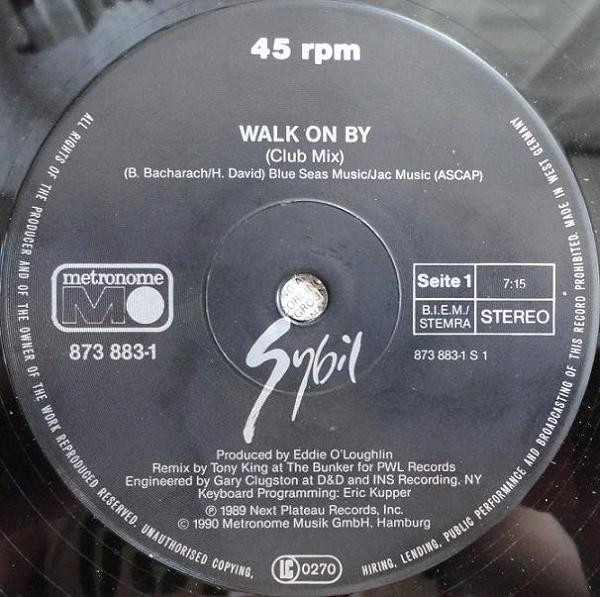 45 rpm
WALK ON BY
(Club Mix)
(B. Bacharach/H. David) Blue Seas Music/Jac Music (ASCAP)
metronome
873 883-1
Seite 1
7:15
B.I.E.M./
STEMRA
STEREO
873 883-1 S 1
Sybil
Produced by Eddie O'Loughlin
Remix by Tony King at The Bunker for PWL Records
Engineered by Gary Clugston at D&D and INS Recording, NY
Keyboard Programming: Eric Kupper
℗ 1989 Next Plateau Records, Inc.
© 1990 Metronome Musik GmbH, Hamburg
LC 0270
ALL RIGHTS OF THE PRODUCER AND OF THE OWNER OF THE WORK REPRODUCED RESERVED. UNAUTHORISED COPYING, HIRING, LENDING, PUBLIC PERFORMANCE AND BROADCASTING OF THIS RECORD PROHIBITED. MADE IN WEST GERMANY